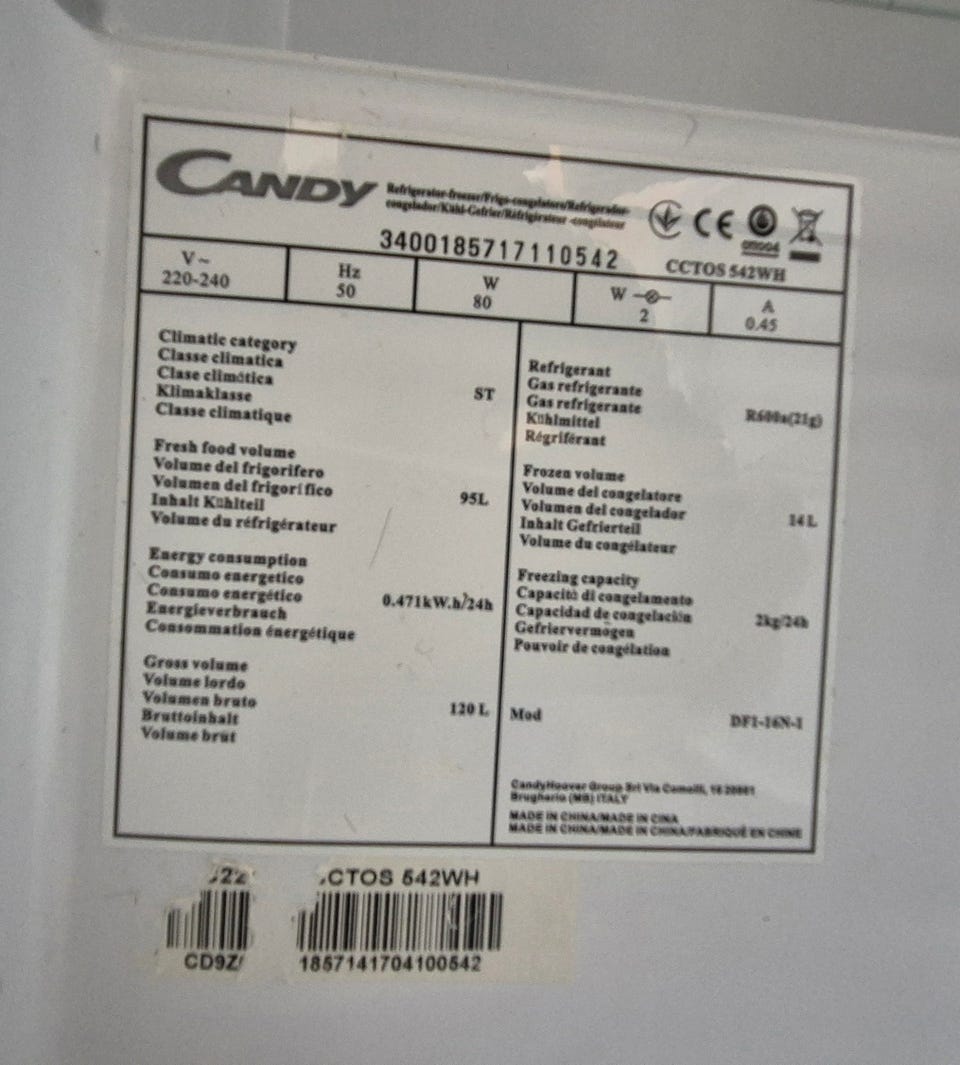 CANDY
Refrigerator-freezer/Frigo-congelatore/Refrigerador-
congelador/Kühl-Gefrier/Réfrigérateur -congélateur
3400185717110542
CCTOS 542WH
V~
220-240
Hz
50
W
80
W
2
A
0.45
Climatic category
Classe climatica
Clase climótica
Klimaklasse
Classe climatique
ST
Fresh food volume
Volume del frigorifero
Volumen del frigorífico
Inhalt Kühlteil
Volume du réfrigérateur
95L
Energy consumption
Consumo energetico
Consumo energético
Energieverbrauch
Consommation énergétique
0.471kW.h/24h
Gross volume
Volume lordo
Volumen bruto
Bruttoinhalt
Volume brut
120 L
Refrigerant
Gas refrigerante
Gas refrigerante
Kühlmittel
Régriférant
R600a(21g)
Frozen volume
Volume del congelatore
Volumen del congelador
Inhalt Gefrierteil
Volume du congélateur
14 L
Freezing capacity
Capacità di congelamento
Capacidad de congelación
Gefriervermögen
Pouvoir de congélation
2kg/24h
Mod
DF1-16N-1
CandyHoover Group Srl Via Comolli, 16 20861
Brugherio (MB) ITALY
MADE IN CHINA/MADE IN CINA
MADE IN CHINA/MADE IN CHINA/FABRIQUÉ EN CHINE
22
CD9Z
CTOS 542WH
1857141704100542